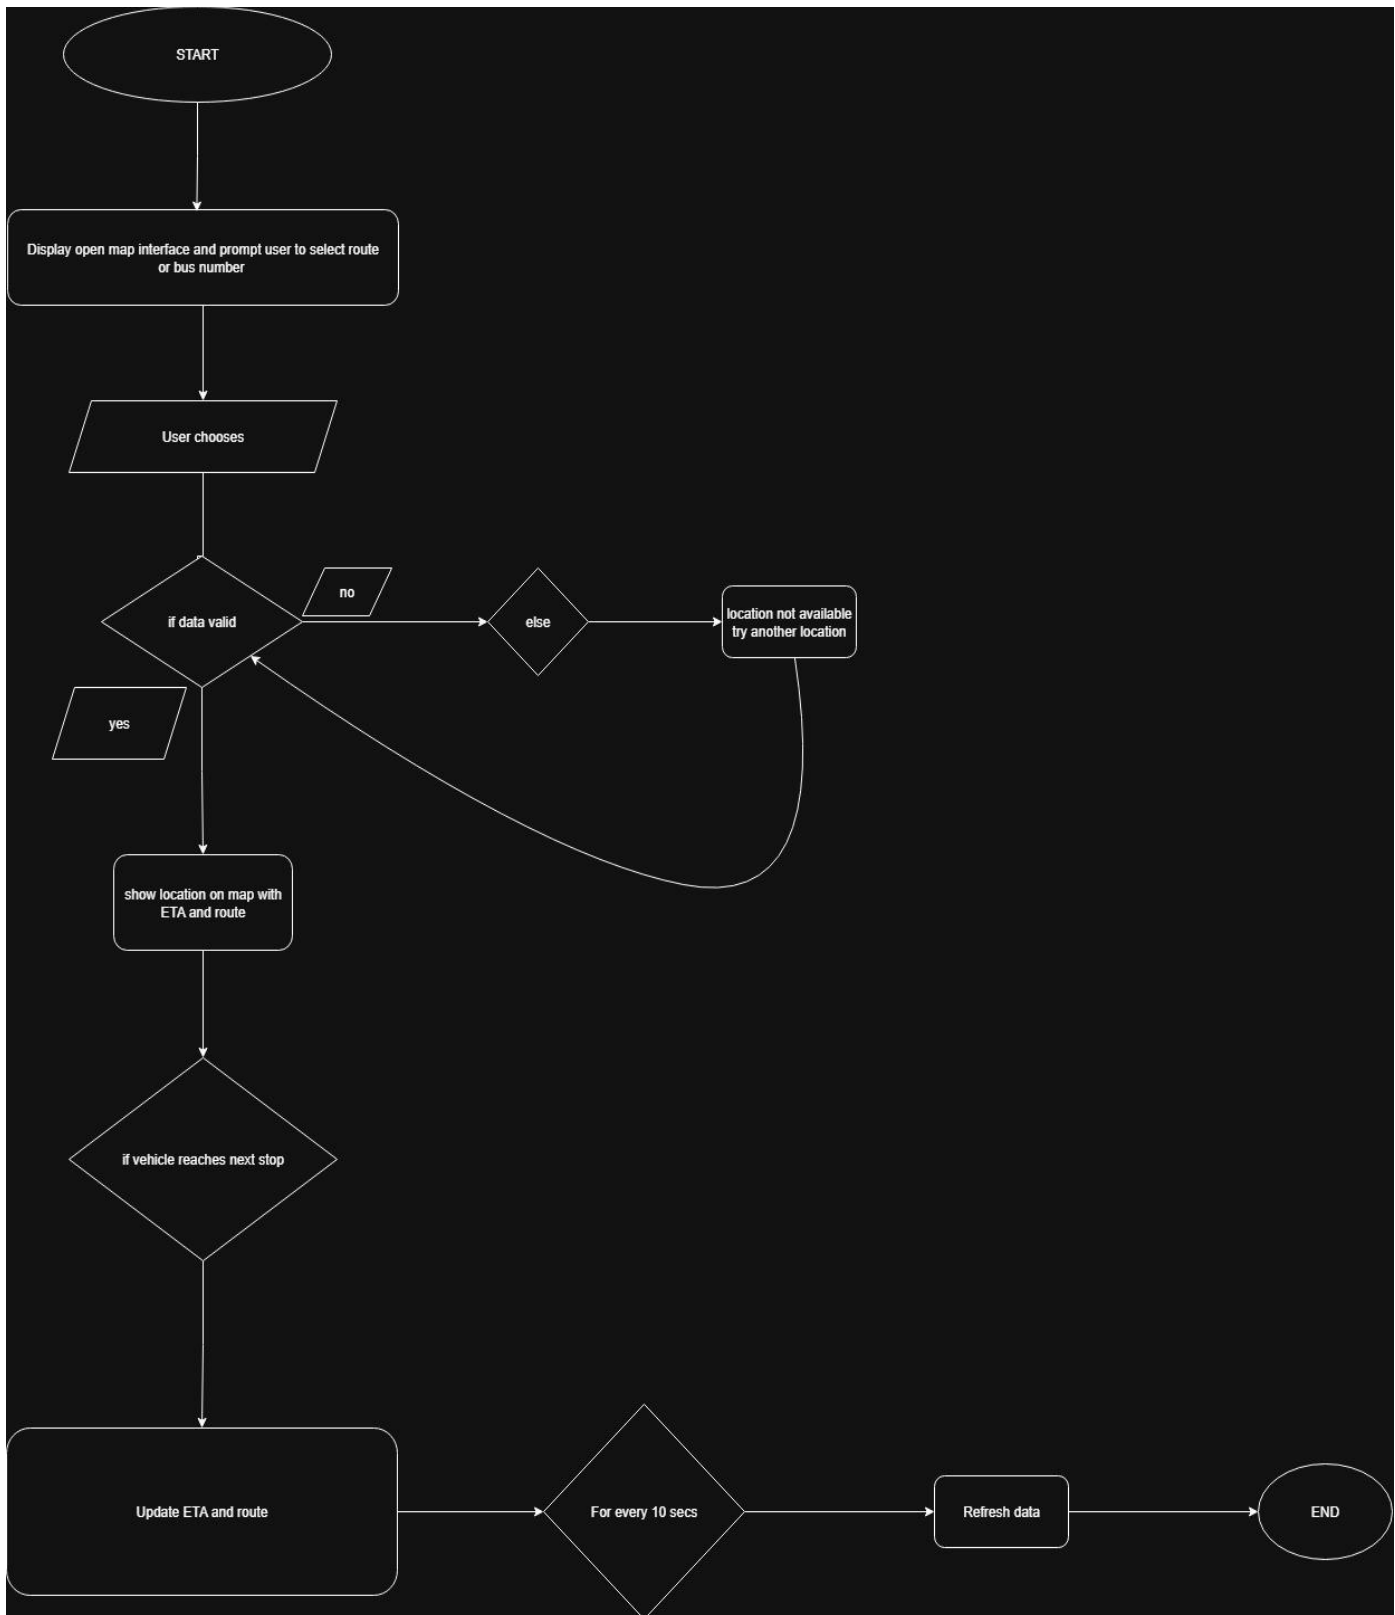 START
Display open map interface and prompt user to select route
or bus number
User chooses
if data valid
no
else
location not available
try another location
yes
show location on map with
ETA and route
if vehicle reaches next stop
Update ETA and route
For every 10 secs
Refresh data
END